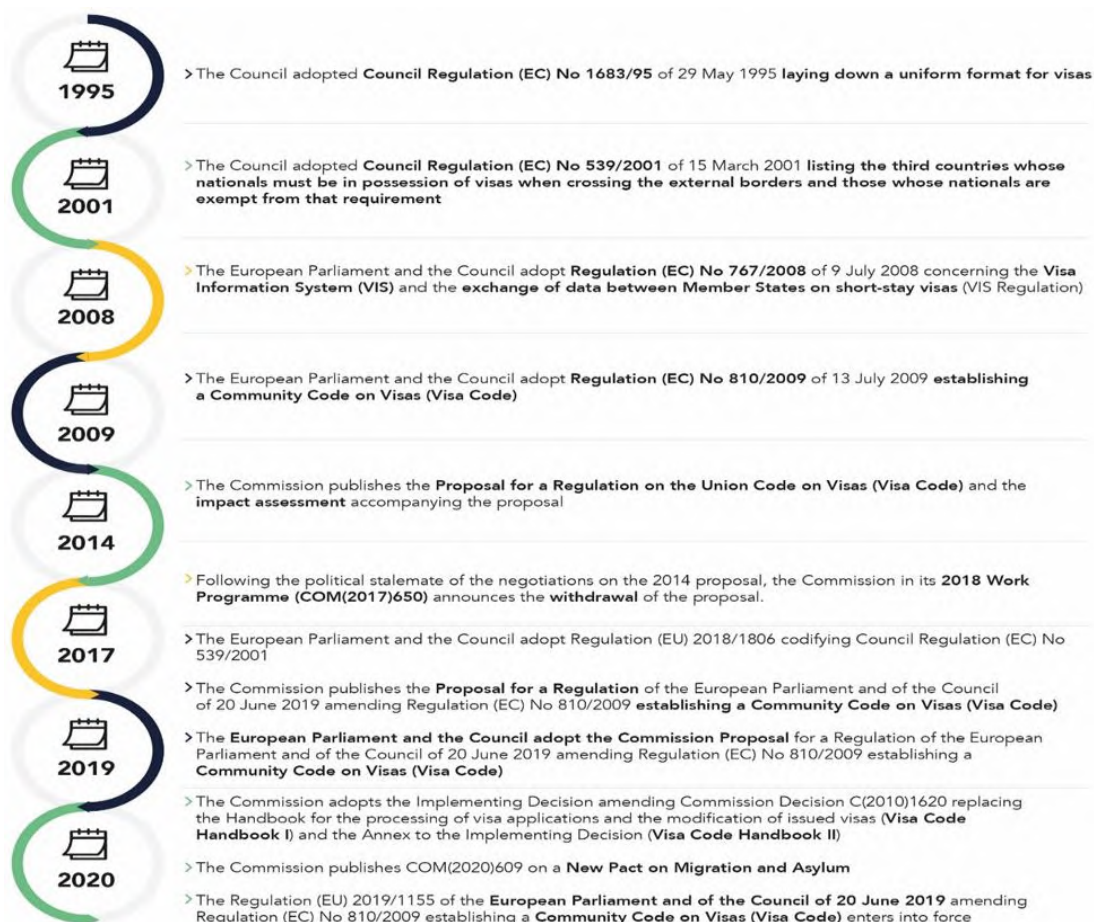 1995
> The Council adopted Council Regulation (EC) No 1683/95 of 29 May 1995 laying down a uniform format for visas
2001
> The Council adopted Council Regulation (EC) No 539/2001 of 15 March 2001 listing the third countries whose
nationals must be in possession of visas when crossing the external borders and those whose nationals are
exempt from that requirement
2008
> The European Parliament and the Council adopt Regulation (EC) No 767/2008 of 9 July 2008 concerning the Visa
Information System (VIS) and the exchange of data between Member States on short-stay visas (VIS Regulation)
2009
> The European Parliament and the Council adopt Regulation (EC) No 810/2009 of 13 July 2009 establishing
a Community Code on Visas (Visa Code)
2014
> The Commission publishes the Proposal for a Regulation on the Union Code on Visas (Visa Code) and the
impact assessment accompanying the proposal
2017
> Following the political stalemate of the negotiations on the 2014 proposal, the Commission in its 2018 Work
Programme (COM(2017)650) announces the withdrawal of the proposal.
2019
> The European Parliament and the Council adopt Regulation (EU) 2018/1806 codifying Council Regulation (EC) No
539/2001
> The Commission publishes the Proposal for a Regulation of the European Parliament and of the Council
of 20 June 2019 amending Regulation (EC) No 810/2009 establishing a Community Code on Visas (Visa Code)
> The European Parliament and the Council adopt the Commission Proposal for a Regulation of the European
Parliament and of the Council of 20 June 2019 amending Regulation (EC) No 810/2009 establishing a
Community Code on Visas (Visa Code)
2020
> The Commission adopts the Implementing Decision amending Commission Decision C(2010)1620 replacing
the Handbook for the processing of visa applications and the modification of issued visas (Visa Code
Handbook I) and the Annex to the Implementing Decision (Visa Code Handbook II)
> The Commission publishes COM(2020)609 on a New Pact on Migration and Asylum
> The Regulation (EU) 2019/1155 of the European Parliament and of the Council of 20 June 2019 amending
Regulation (EC) No 810/2009 establishing a Community Code on Visas (Visa Code) enters into force